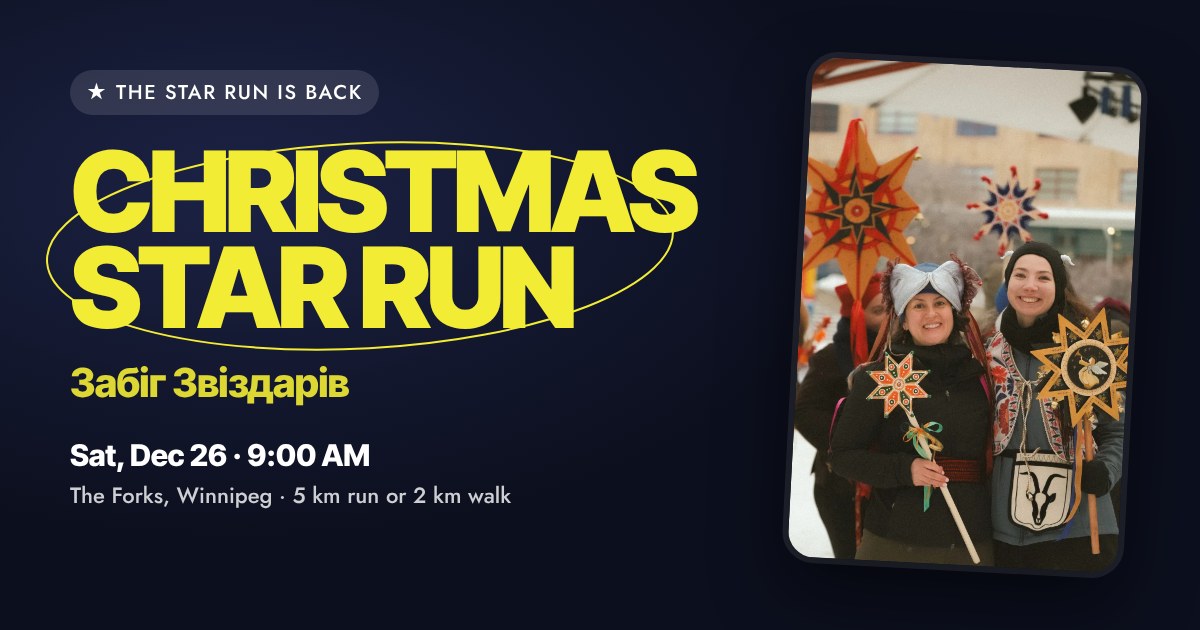 ★ THE STAR RUN IS BACK
CHRISTMAS
STAR RUN
Забіг Звіздарів
Sat, Dec 26 · 9:00 AM
The Forks, Winnipeg · 5 km run or 2 km walk